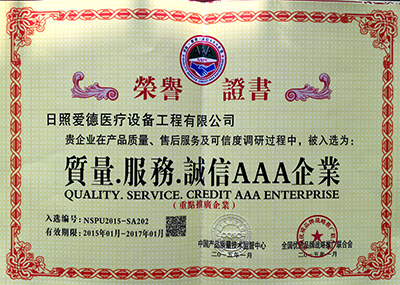 榮譽 證書
日照爱德医疗设备工程有限公司
贵企业在产品质量、售后服务及可信度调研过程中，被入选为：
質量.服務.誠信AAA企業
QUALITY. SERVICE. CREDIT AAA ENTERPRISE
（重點推廣企業）
入选编号：NSPU2015-SA202
有效期限：2015年01月-2017年01月
中国产品质量技术监督中心 全国优质品牌战略推广联合会
二〇一五年一月 二〇一五年一月